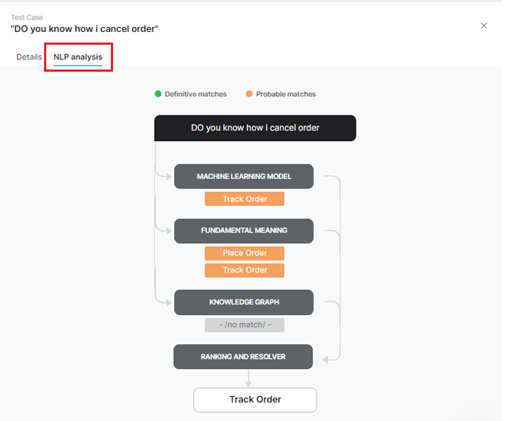 Test Case
"DO you know how i cancel order"
Details NLP analysis
Definitive matches Probable matches
DO you know how i cancel order
MACHINE LEARNING MODEL
Track Order
FUNDAMENTAL MEANING
Place Order
Track Order
KNOWLEDGE GRAPH
- /no match/ -
RANKING AND RESOLVER
Track Order